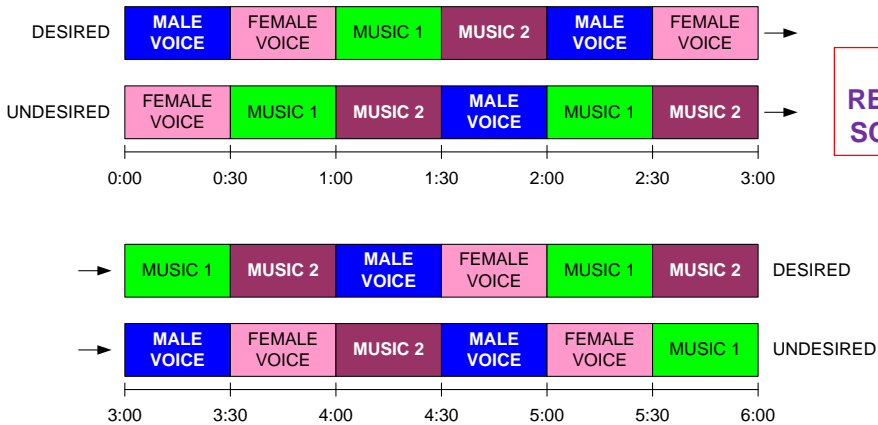 DESIRED
MALE
VOICE
FEMALE
VOICE
MUSIC 1
MUSIC 2
MALE
VOICE
FEMALE
VOICE
UNDESIRED
FEMALE
VOICE
MUSIC 1
MUSIC 2
MALE
VOICE
MUSIC 1
MUSIC 2
0:00 0:30 1:00 1:30 2:00 2:30 3:00
MUSIC 1
MUSIC 2
MALE
VOICE
FEMALE
VOICE
MUSIC 1
MUSIC 2
DESIRED
MALE
VOICE
FEMALE
VOICE
MUSIC 2
MALE
VOICE
FEMALE
VOICE
MUSIC 1
UNDESIRED
3:00 3:30 4:00 4:30 5:00 5:30 6:00